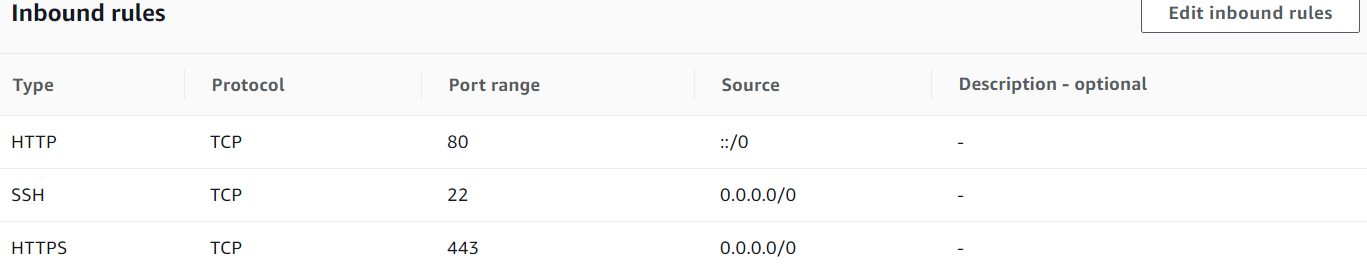 Inbound rules
Edit inbound rules
Type Protocol Port range Source Description - optional
HTTP TCP 80 ::/0 -
SSH TCP 22 0.0.0.0/0 -
HTTPS TCP 443 0.0.0.0/0 -